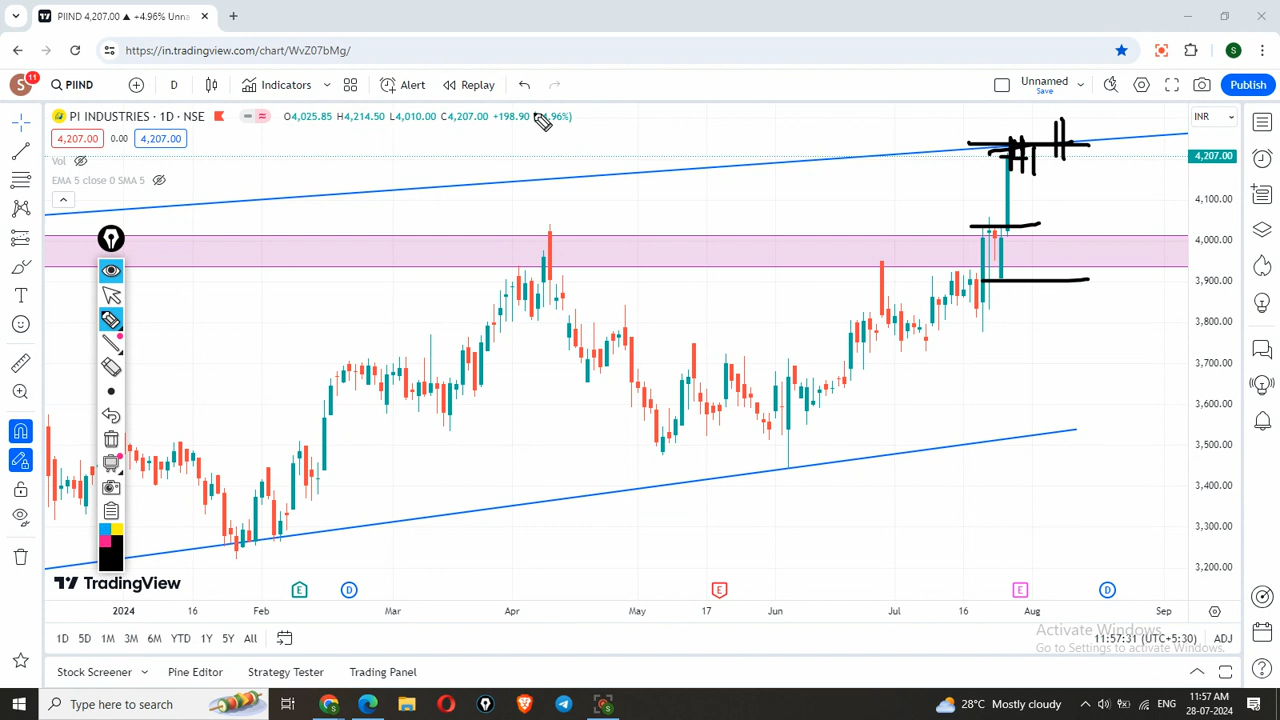 PIIND 4,207.00 ▲ +4.96% Unna
https://in.tradingview.com/chart/WvZ07bMg/
S
S 11 PIIND D Indicators Alert Replay Unnamed Save Publish
PI INDUSTRIES · 1D · NSE O4,025.85 H4,214.50 L4,010.00 C4,207.00 +198.90 INR
4,207.00 0.00 4,207.00
4,207.00
Vol
EMA 5 close 0 SMA 5
4,100.00
4,000.00
3,900.00
3,800.00
3,700.00
3,600.00
3,500.00
3,400.00
3,300.00
3,200.00
TradingView
E D E E D
2024 16 Feb Mar Apr May 17 Jun Jul 16 Aug Sep
1D 5D 1M 3M 6M YTD 1Y 5Y All 11:57:31 (UTC+5:30) ADJ
Activate Windows
Go to Settings to activate Windows.
Stock Screener Pine Editor Strategy Tester Trading Panel
Type here to search 28°C Mostly cloudy ENG 11:57 AM
28-07-2024